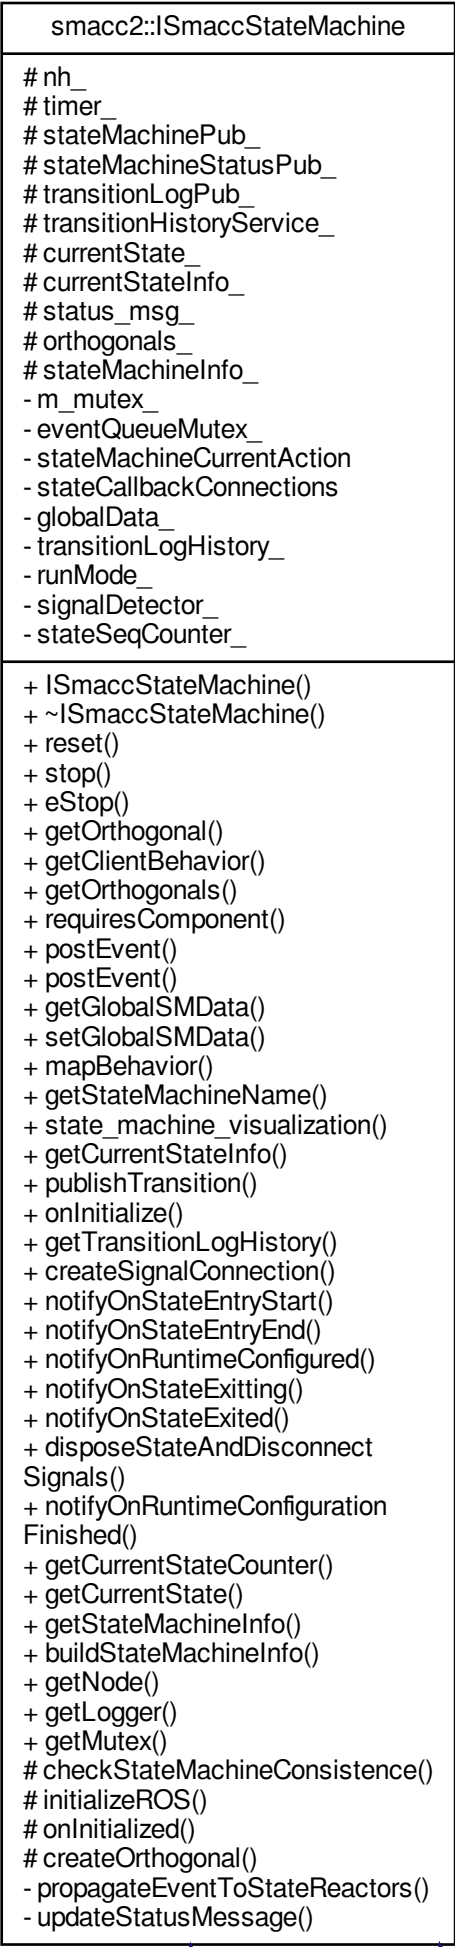 smacc2::ISmaccStateMachine
# nh_
# timer_
# stateMachinePub_
# stateMachineStatusPub_
# transitionLogPub_
# transitionHistoryService_
# currentState_
# currentStateInfo_
# status_msg_
# orthogonals_
# stateMachineInfo_
- m_mutex_
- eventQueueMutex_
- stateMachineCurrentAction
- stateCallbackConnections
- globalData_
- transitionLogHistory_
- runMode_
- signalDetector_
- stateSeqCounter_
+ ISmaccStateMachine()
+ ~ISmaccStateMachine()
+ reset()
+ stop()
+ eStop()
+ getOrthogonal()
+ getClientBehavior()
+ getOrthogonals()
+ requiresComponent()
+ postEvent()
+ postEvent()
+ getGlobalSMData()
+ setGlobalSMData()
+ mapBehavior()
+ getStateMachineName()
+ state_machine_visualization()
+ getCurrentStateInfo()
+ publishTransition()
+ onInitialize()
+ getTransitionLogHistory()
+ createSignalConnection()
+ notifyOnStateEntryStart()
+ notifyOnStateEntryEnd()
+ notifyOnRuntimeConfigured()
+ notifyOnStateExitting()
+ notifyOnStateExited()
+ disposeStateAndDisconnect
Signals()
+ notifyOnRuntimeConfiguration
Finished()
+ getCurrentStateCounter()
+ getCurrentState()
+ getStateMachineInfo()
+ buildStateMachineInfo()
+ getNode()
+ getLogger()
+ getMutex()
# checkStateMachineConsistence()
# initializeROS()
# onInitialized()
# createOrthogonal()
- propagateEventToStateReactors()
- updateStatusMessage()